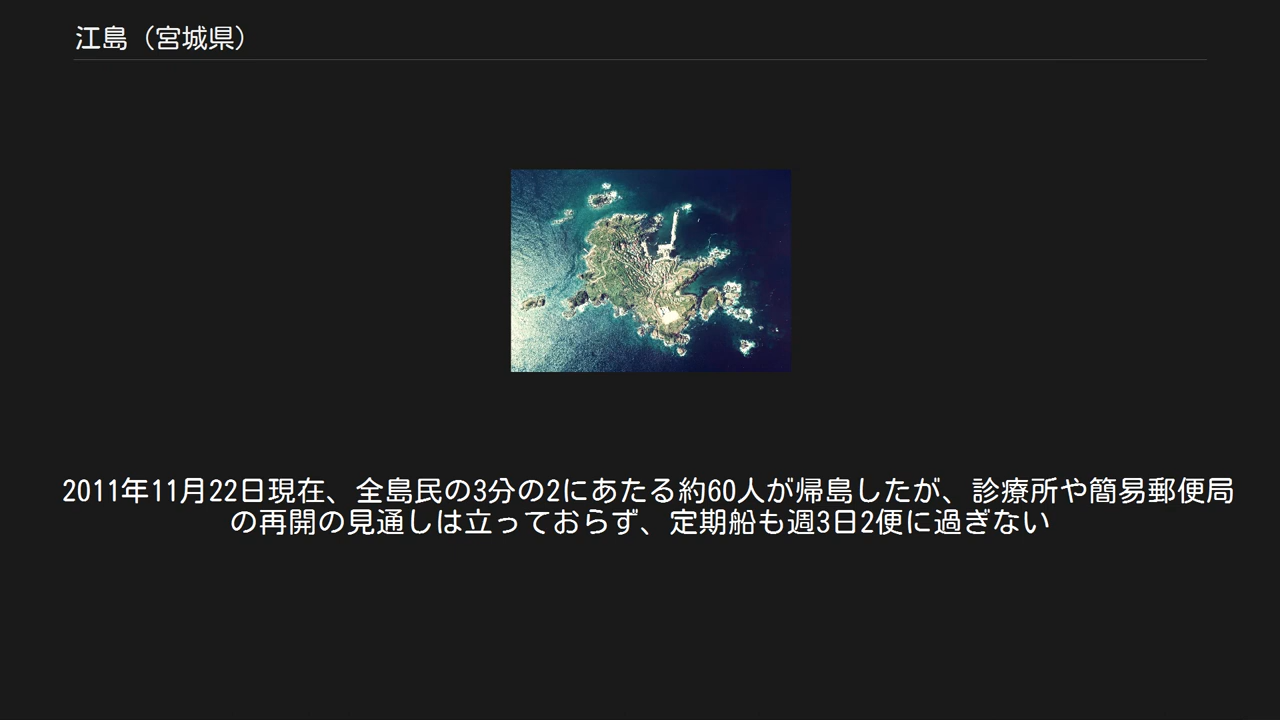 江島（宮城県）
2011年11月22日現在、全島民の3分の2にあたる約60人が帰島したが、診療所や簡易郵便局
の再開の見通しは立っておらず、定期船も週3日2便に過ぎない